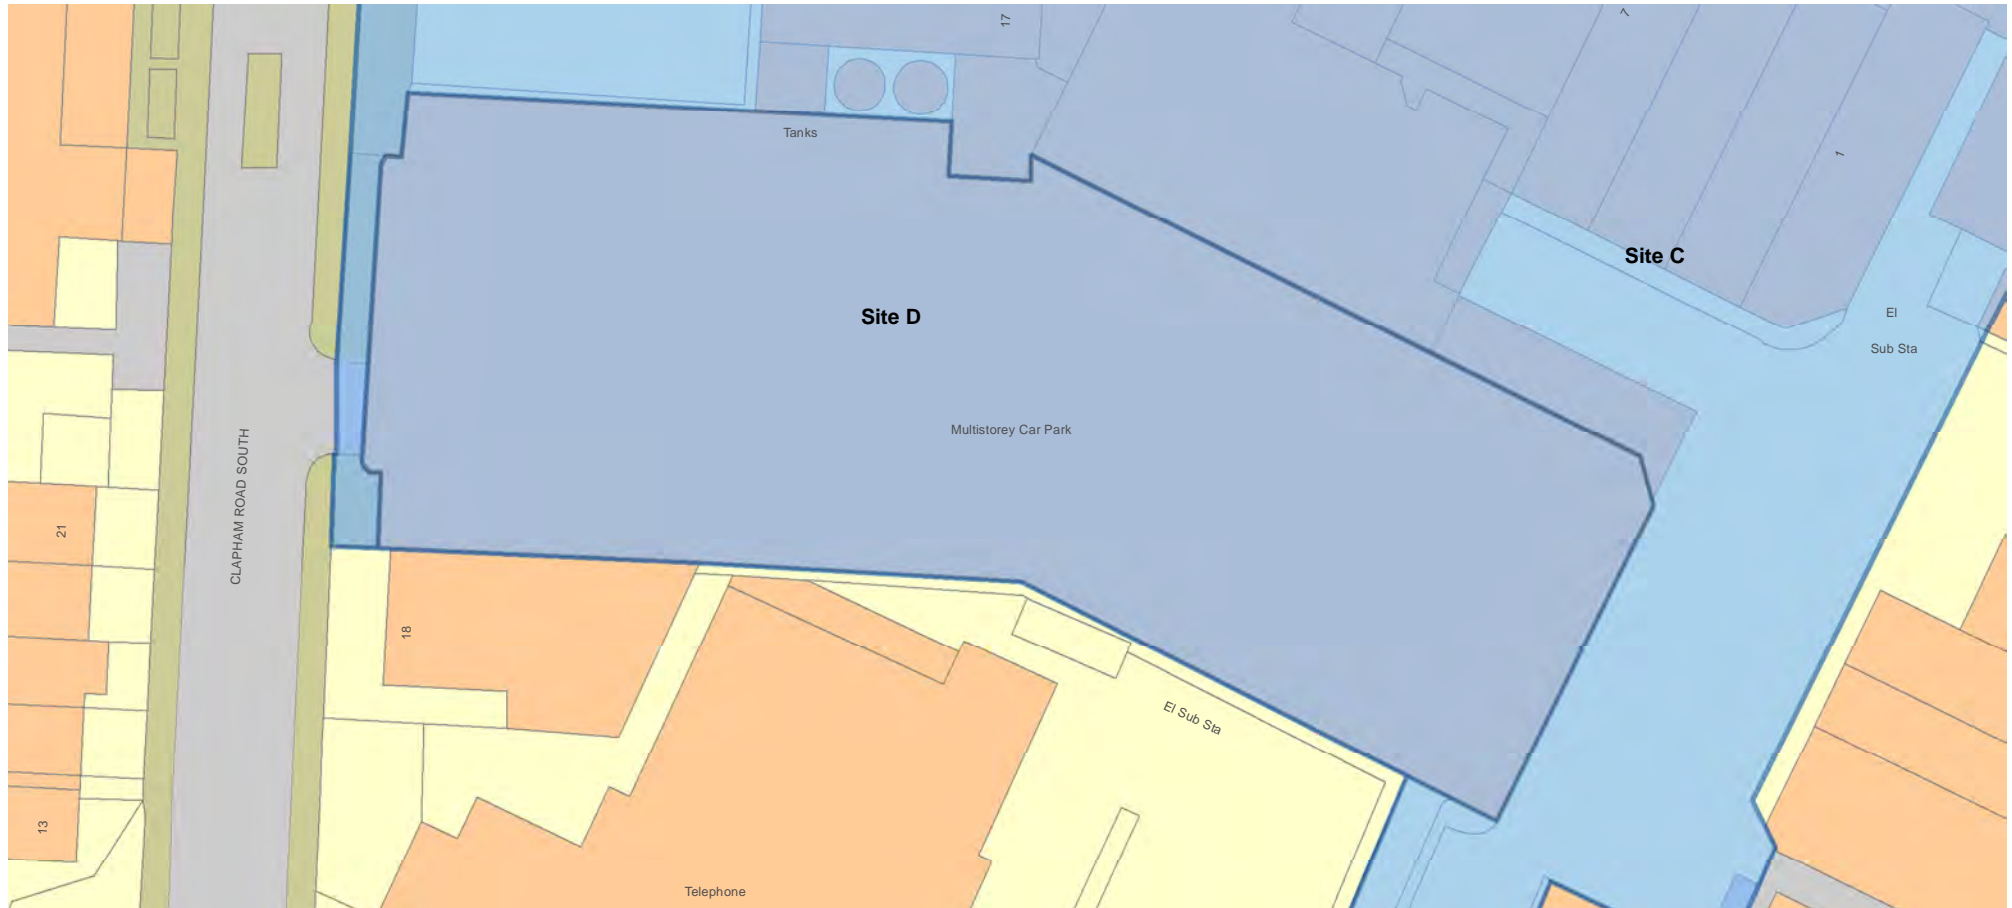 17
7
Tanks
1
Site C
Site D
El
Sub Sta
Multistorey Car Park
CLAPHAM ROAD SOUTH
21
18
El Sub Sta
13
Telephone